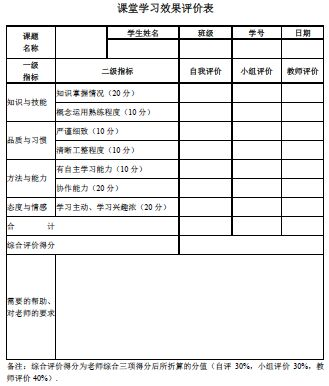 课堂学习效果评价表
课题
名称
学生姓名 班级 学号 日期
一级
指标
二级指标 自我评价 小组评价 教师评价
知识与技能
知识掌握情况（20分）
概念运用熟练程度（10分）
品质与习惯
严谨细致（10分）
清晰工整程度（10分）
方法与能力
有自主学习能力（10分）
协作能力（20分）
态度与情感 学习主动、学习兴趣浓（20分）
合 计
综合评价得分
需要的帮助、
对老师的要求
备注：综合评价得分为老师综合三项得分后所折算的分值（自评 30%，小组评价 30%，教
师评价 40%）.